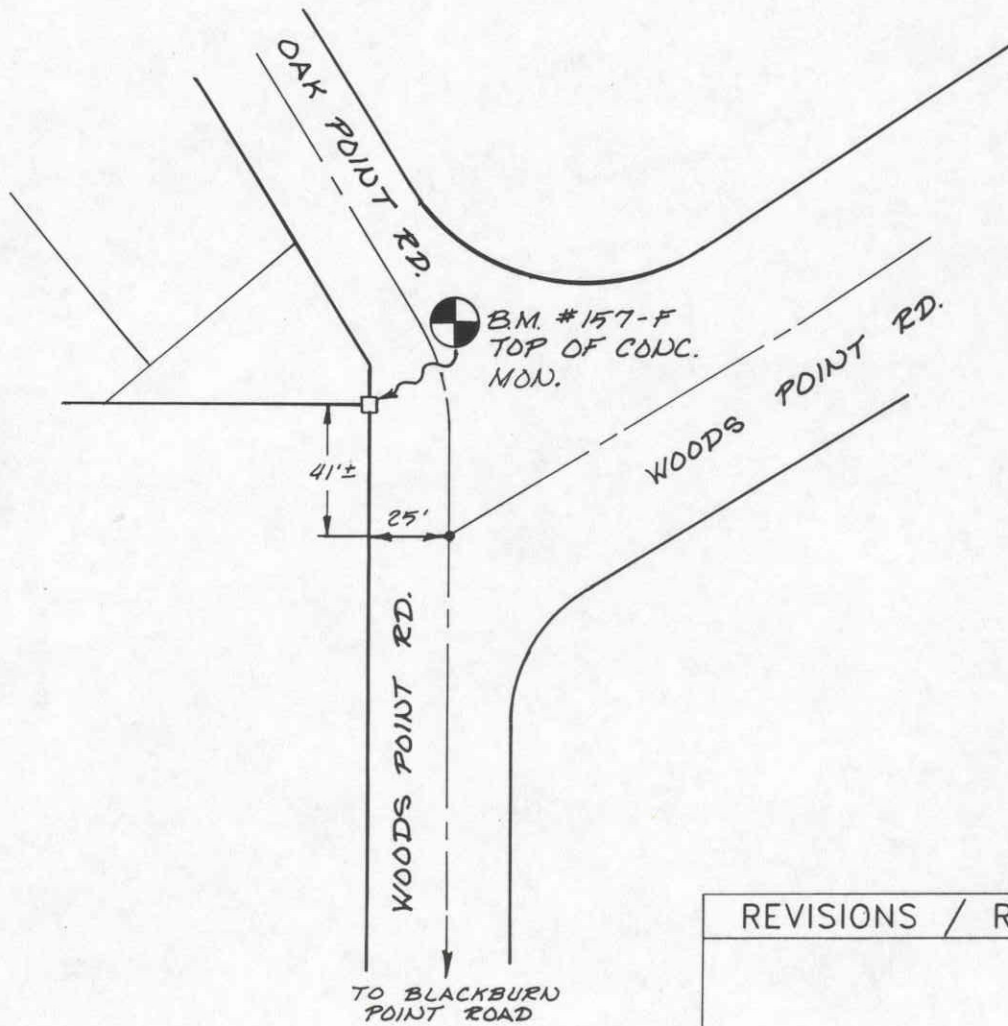 OAK POINT RD.
B.M. #157-F
TOP OF CONC.
MON.
WOODS POINT RD.
41'±
25'
WOODS POINT RD.
TO BLACKBURN
POINT ROAD
REVISIONS / R